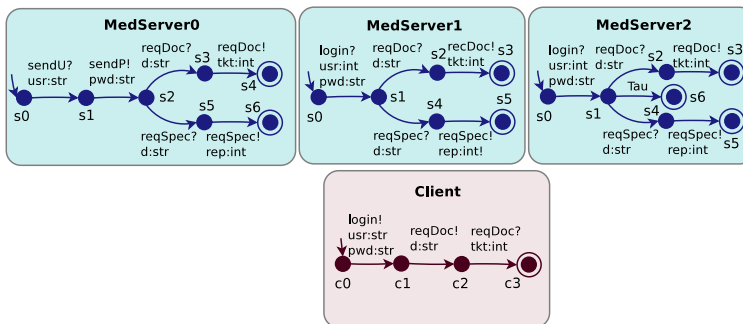 MedServer0
sendU?
usr:str
sendP!
pwd:str
reqDoc?
d:str
s3
reqDoc!
tkt:int
s4
s0
s1
s2
s5
s6
reqSpec?
d:str
reqSpec!
rep:int
MedServer1
login?
usr:int
pwd:str
reqDoc?
d:str
s2
recDoc!
tkt:int
s3
s0
s1
s4
s5
reqSpec?
d:str
reqSpec!
rep:int!
MedServer2
login?
usr:int
pwd:str
reqDoc?
d:str
s2
reqDoc!
tkt:int
s3
Tau
s6
s0
s1
s4
s5
reqSpec?
d:str
reqSpec!
rep:int
Client
login!
usr:str
pwd:str
reqDoc!
d:str
reqDoc?
tkt:int
c0
c1
c2
c3